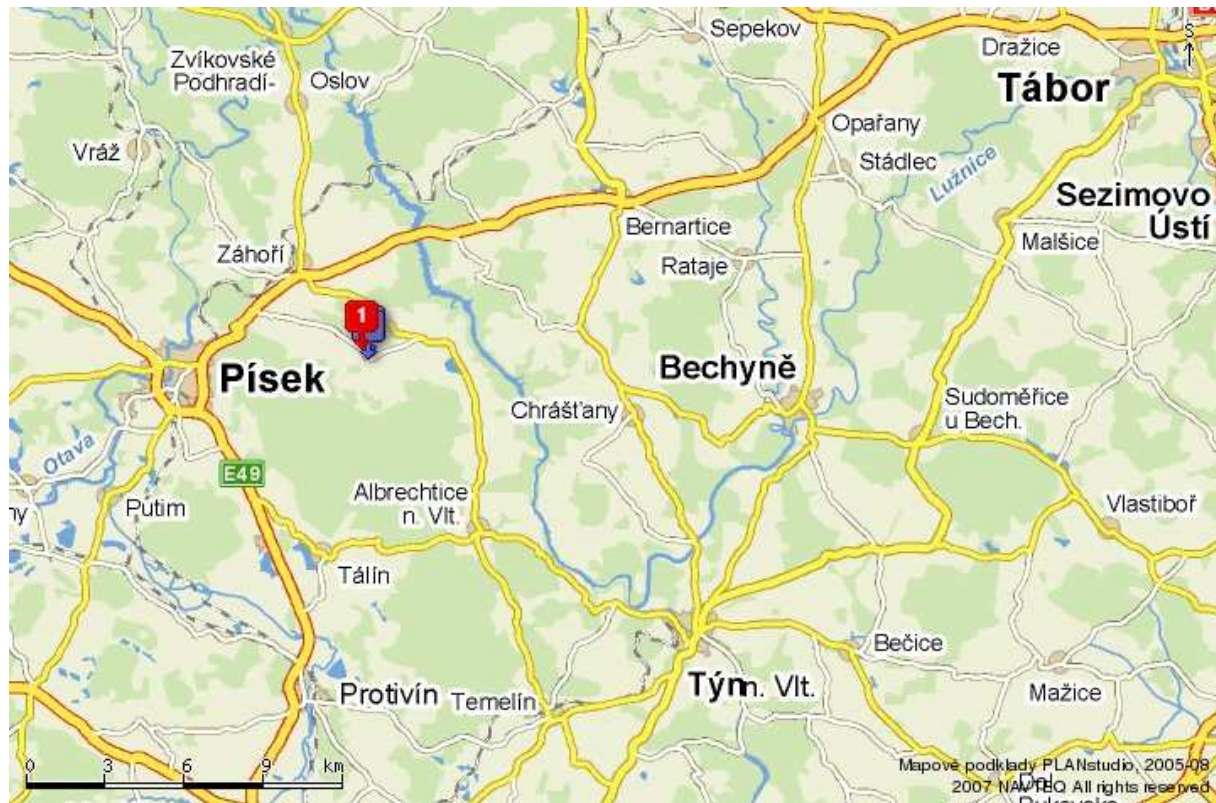 Sepekov
Dražice
S
Zvíkovské
Podhradí-
Oslov
Tábor
Opařany
Vráž
Stádlec
Lužnice
Sezimovo
Ústí
Bernartice
Malšice
Záhoří
Rataje
1
Písek
Bechyně
Chrášťany
Sudoměřice
u Bech.
Otava
E49
Albrechtice
n. Vlt.
ny
Putim
Vlastiboř
Tálín
Bečice
Protivín
Temelín
Týn n. Vlt.
Mažice
0 3 6 9 km
Mapové podklady PLANstudio, 2005-08
2007 NAVTEQ All rights reserved